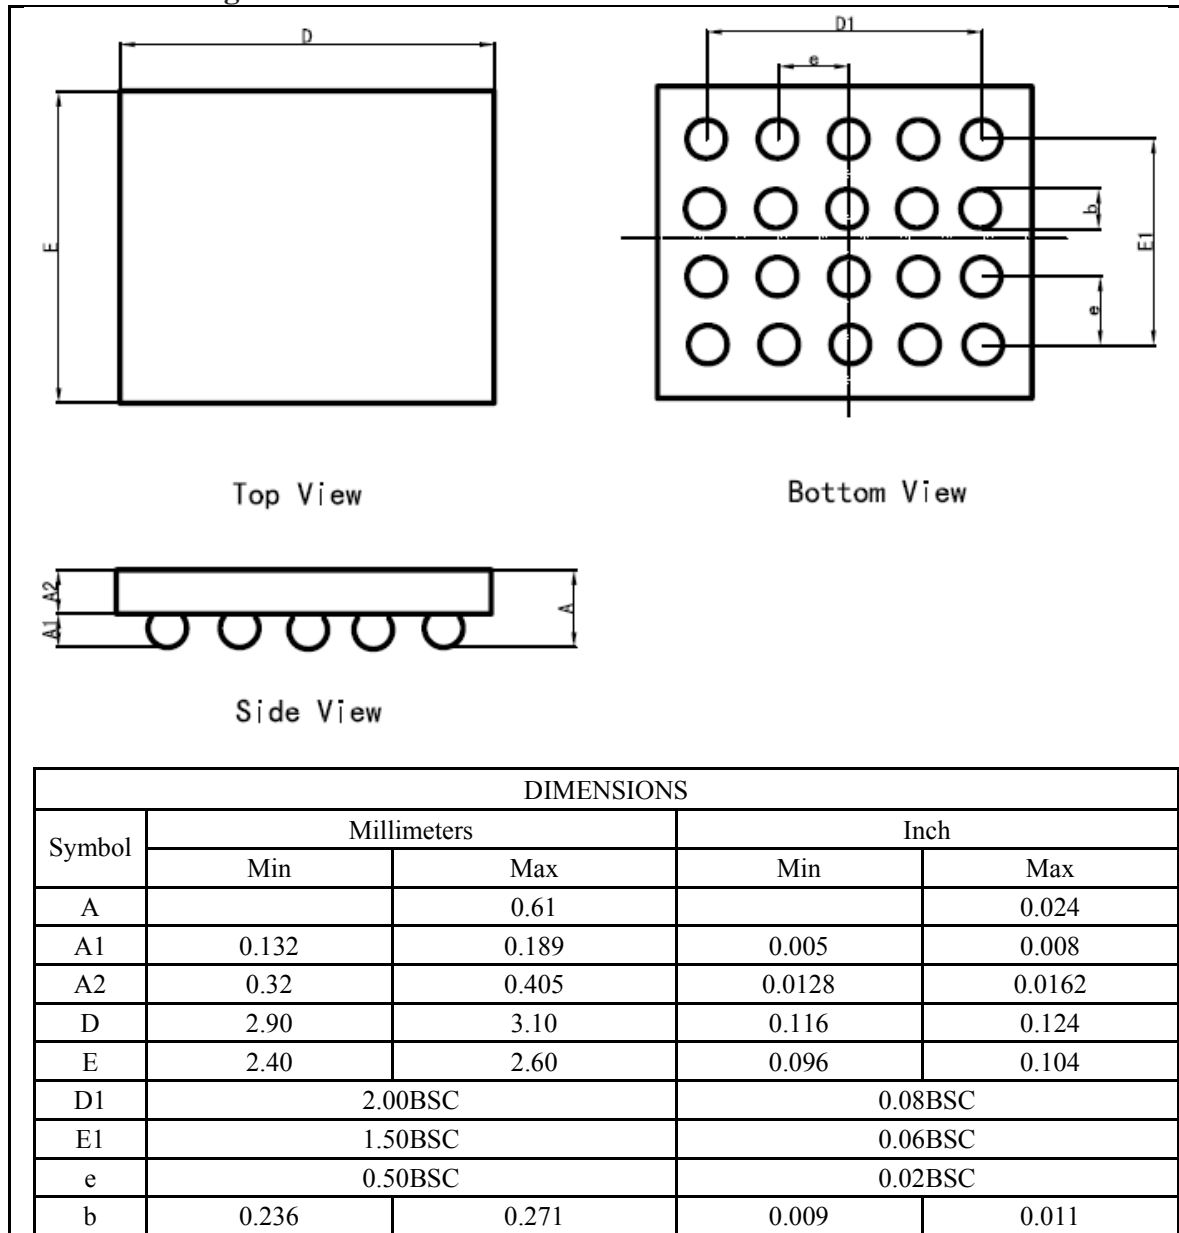 D
E
D1
e
b
E1
e
Top View
Bottom View
A2
A1
A
Side View
DIMENSIONS
Symbol Millimeters Inch
Min Max Min Max
A 0.61 0.024
A1 0.132 0.189 0.005 0.008
A2 0.32 0.405 0.0128 0.0162
D 2.90 3.10 0.116 0.124
E 2.40 2.60 0.096 0.104
D1 2.00BSC 0.08BSC
E1 1.50BSC 0.06BSC
e 0.50BSC 0.02BSC
b 0.236 0.271 0.009 0.011